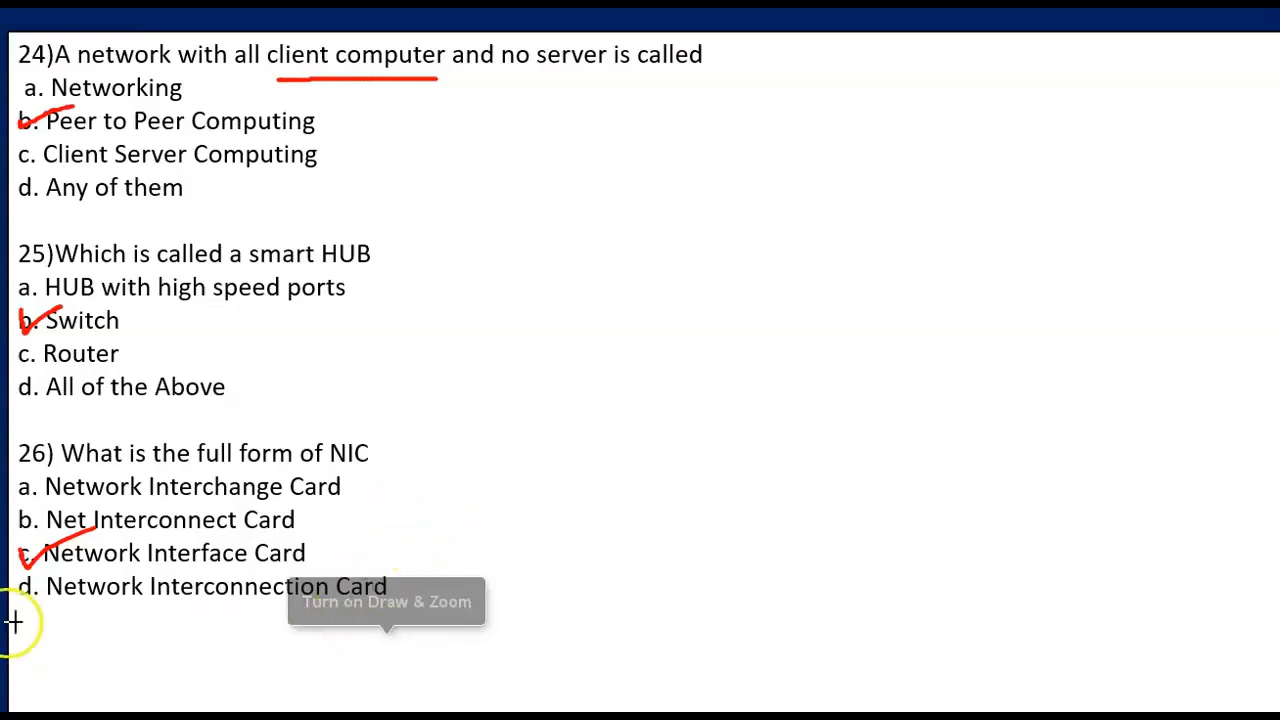 24)A network with all client computer and no server is called
a. Networking
b. Peer to Peer Computing
c. Client Server Computing
d. Any of them
25)Which is called a smart HUB
a. HUB with high speed ports
b. Switch
c. Router
d. All of the Above
26) What is the full form of NIC
a. Network Interchange Card
b. Net Interconnect Card
c. Network Interface Card
d. Network Interconnection Card
Turn on Draw & Zoom